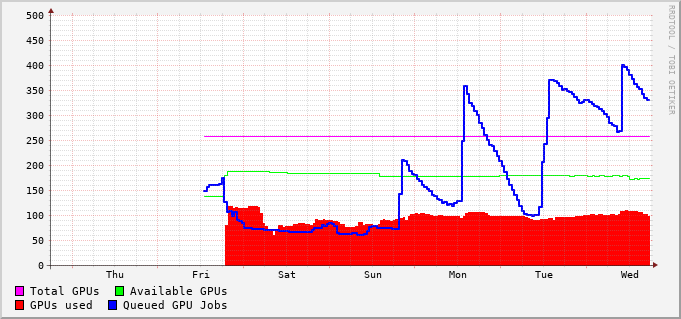 500
450
400
350
300
250
200
150
100
50
0
Thu Fri Sat Sun Mon Tue Wed
Total GPUs Available GPUs
GPUs used Queued GPU Jobs
RRDTOOL / TOBI OETIKER